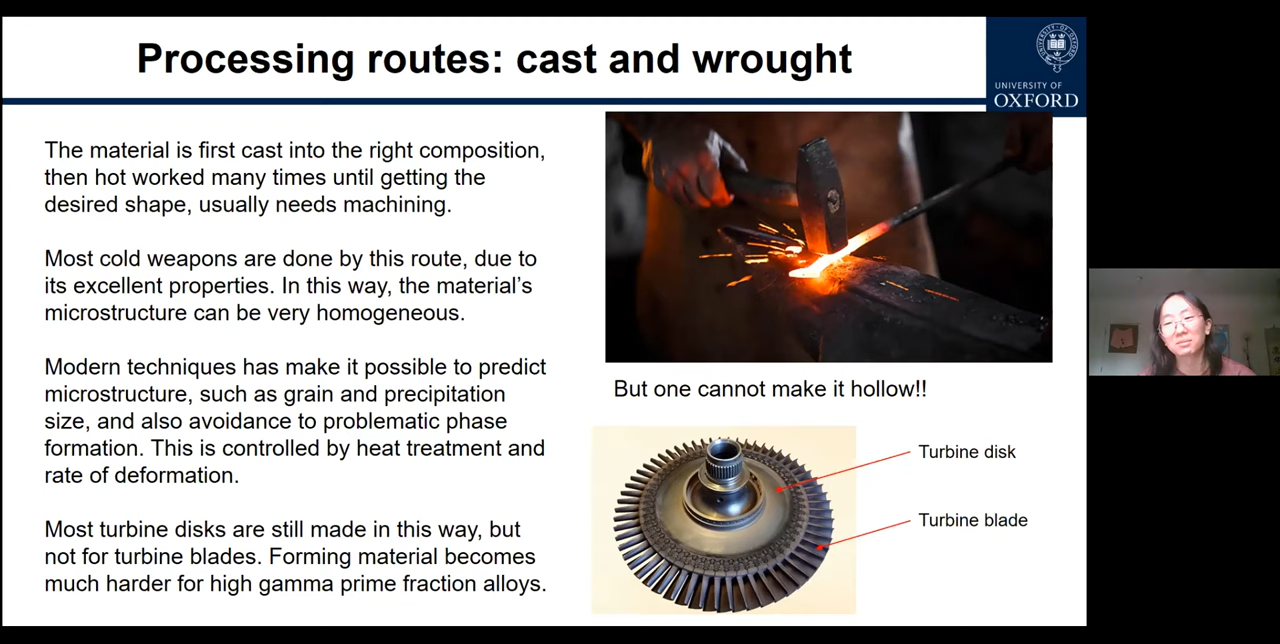 Processing routes: cast and wrought
UNIVERSITY OF
OXFORD
The material is first cast into the right composition,
then hot worked many times until getting the
desired shape, usually needs machining.
Most cold weapons are done by this route, due to
its excellent properties. In this way, the material's
microstructure can be very homogeneous.
Modern techniques has make it possible to predict
microstructure, such as grain and precipitation
size, and also avoidance to problematic phase
formation. This is controlled by heat treatment and
rate of deformation.
Most turbine disks are still made in this way, but
not for turbine blades. Forming material becomes
much harder for high gamma prime fraction alloys.
But one cannot make it hollow!!
Turbine disk
Turbine blade